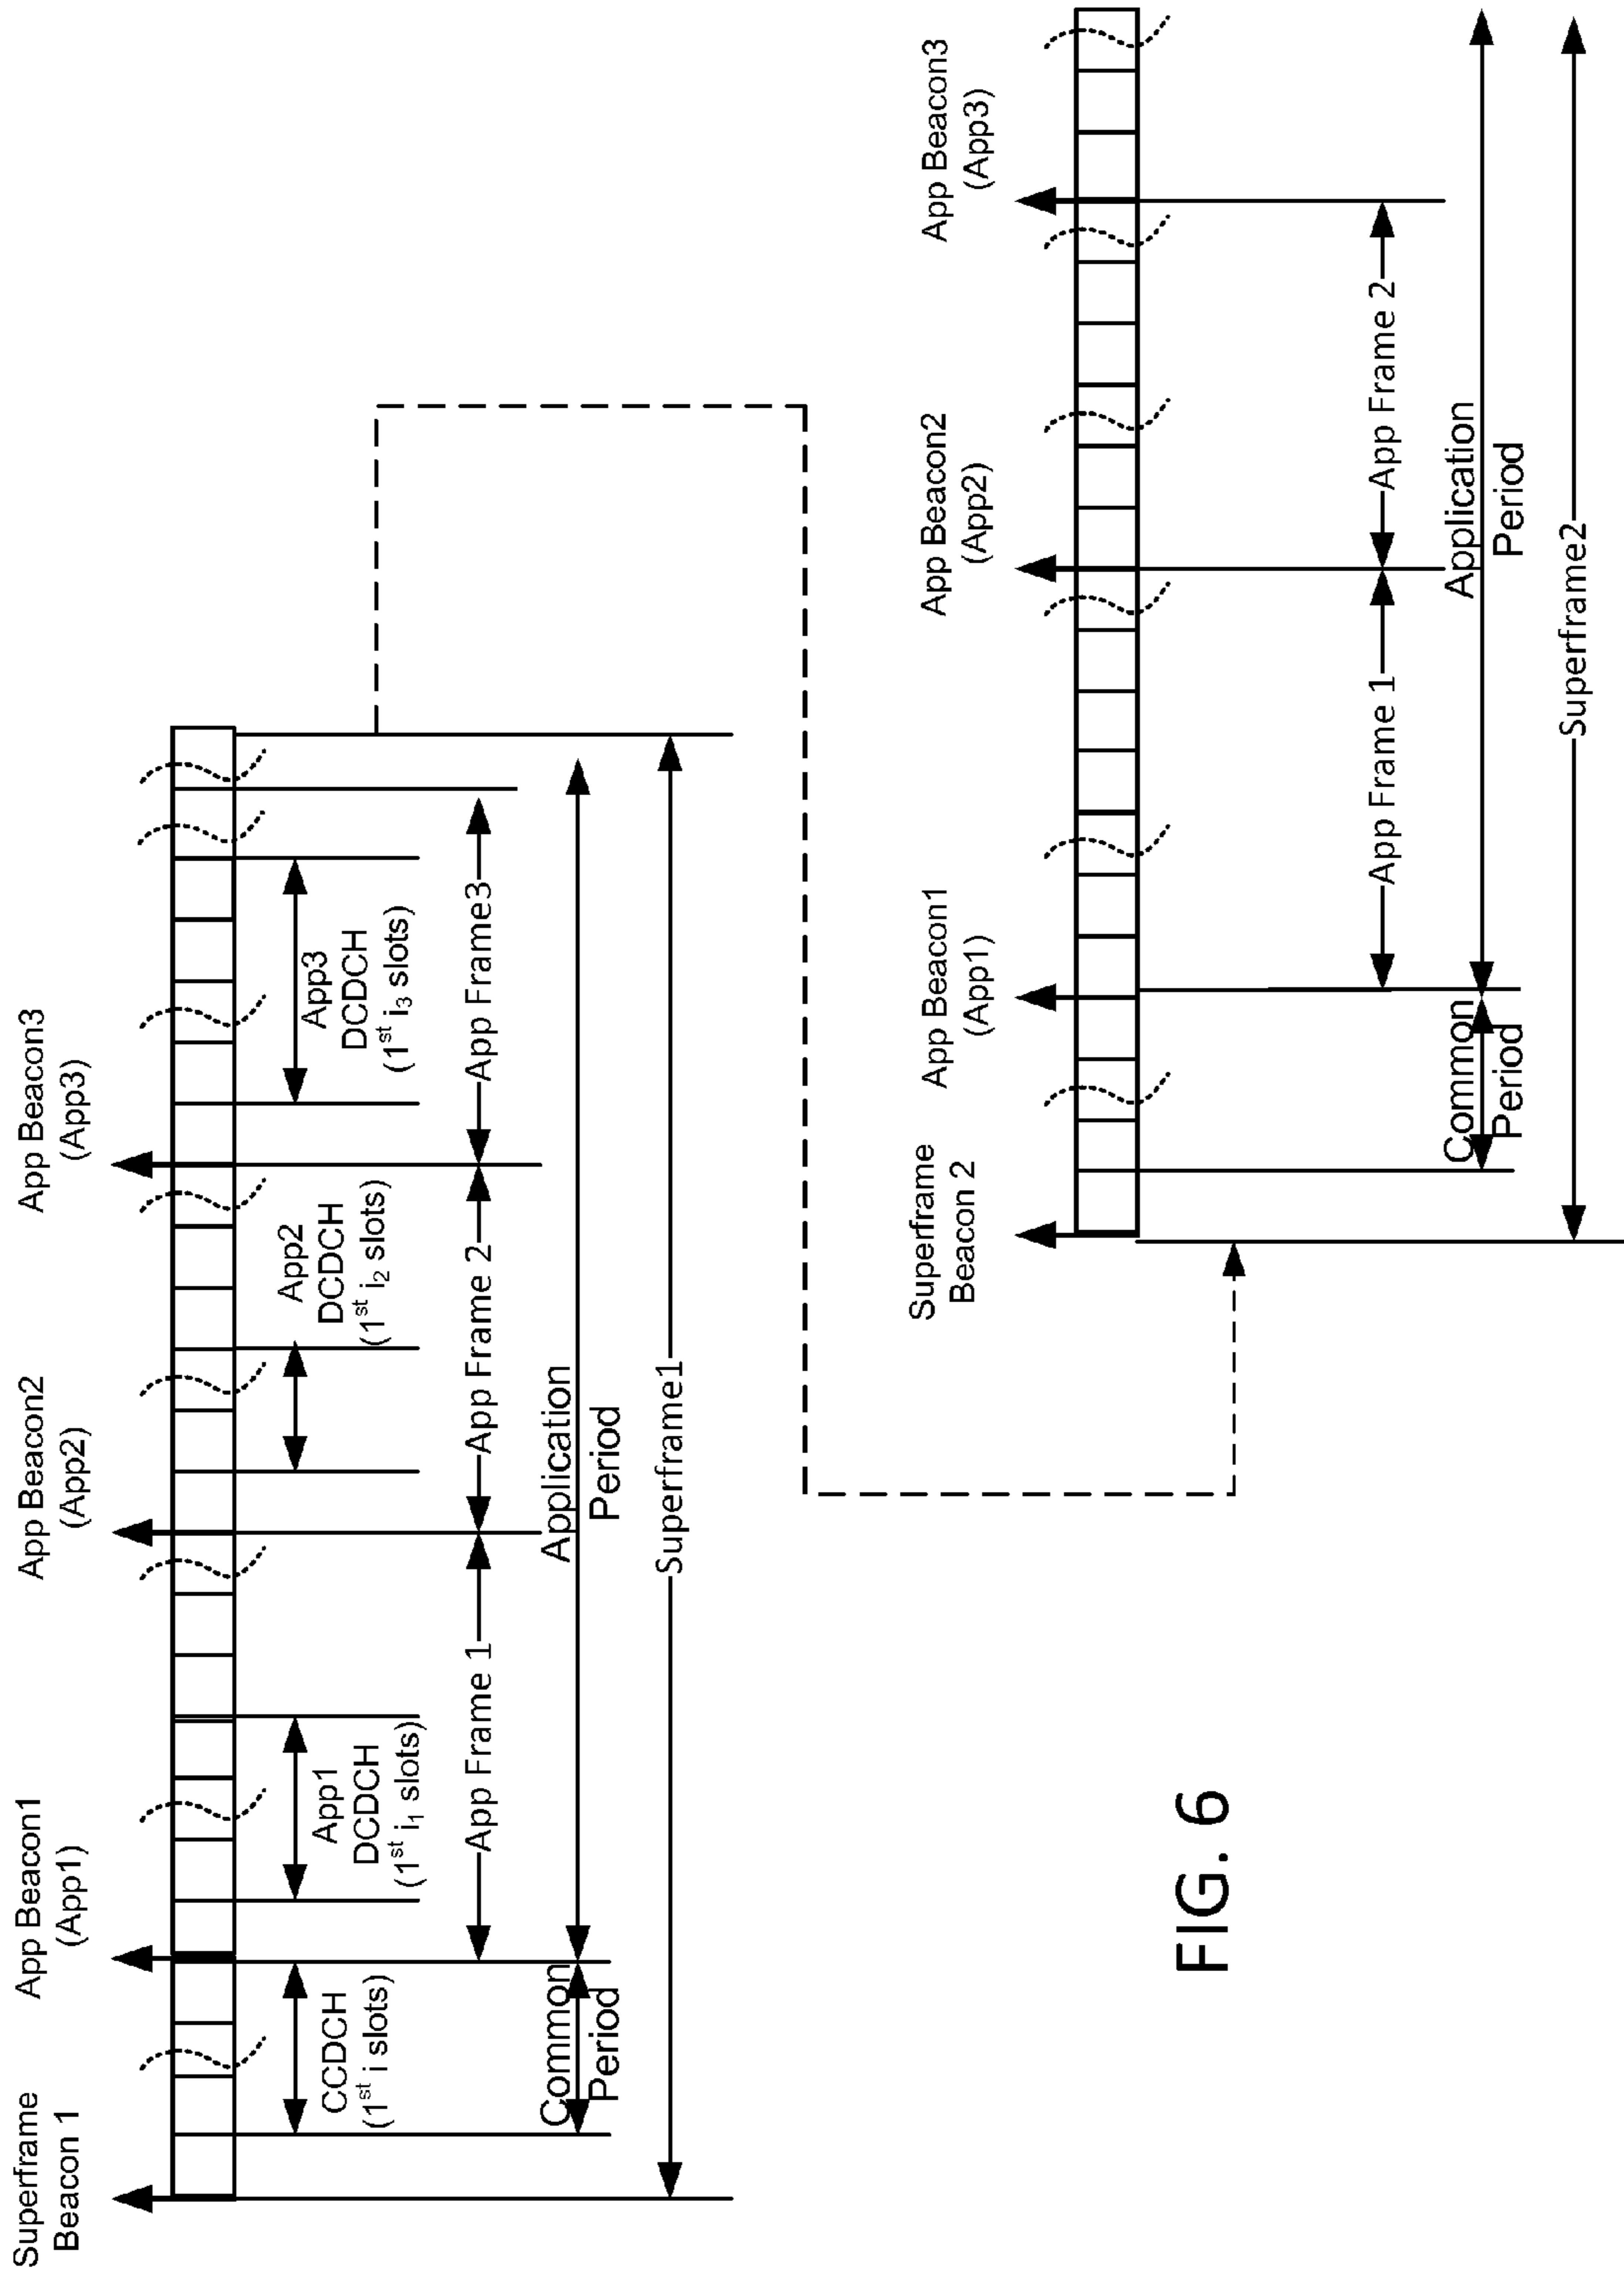 Superframe
Beacon 1
App Beacon1
(App1)
App Beacon2
(App2)
App Beacon3
(App3)
CCDCH
(1st i slots)
App1
DCDCH
(1st i1 slots)
App2
DCDCH
(1st i2 slots)
App3
DCDCH
(1st i3 slots)
App Frame 1
App Frame 2
App Frame3
Common
Period
Application
Period
Superframe1
Superframe
Beacon 2
App Beacon1
(App1)
App Beacon2
(App2)
App Beacon3
(App3)
App Frame 1
App Frame 2
Common
Period
Application
Period
Superframe2
FIG. 6